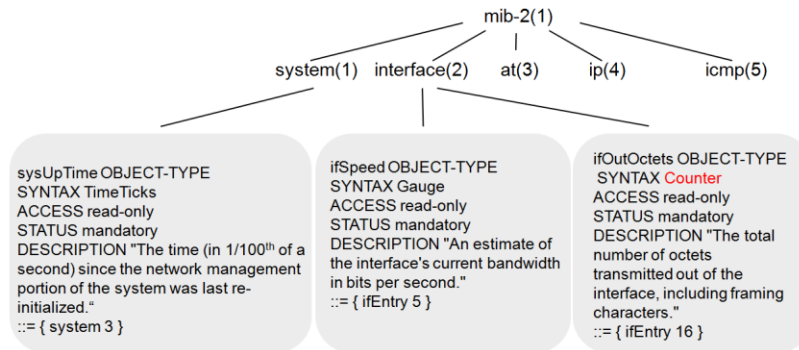 mib-2(1)
system(1) interface(2) at(3) ip(4) icmp(5)
sysUpTime OBJECT-TYPE
SYNTAX TimeTicks
ACCESS read-only
STATUS mandatory
DESCRIPTION "The time (in 1/100th of a
second) since the network management
portion of the system was last re-
initialized.“
::= { system 3 }
ifSpeed OBJECT-TYPE
SYNTAX Gauge
ACCESS read-only
STATUS mandatory
DESCRIPTION "An estimate of
the interface's current bandwidth
in bits per second."
::= { ifEntry 5 }
ifOutOctets OBJECT-TYPE
SYNTAX Counter
ACCESS read-only
STATUS mandatory
DESCRIPTION "The total
number of octets
transmitted out of the
interface, including framing
characters."
::= { ifEntry 16 }